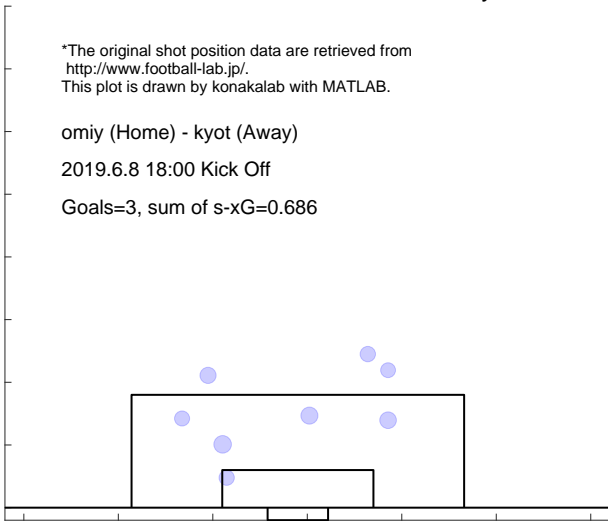 *The original shot position data are retrieved from
http://www.football-lab.jp/.
This plot is drawn by konakalab with MATLAB.
omiy (Home) - kyot (Away)
2019.6.8 18:00 Kick Off
Goals=3, sum of s-xG=0.686